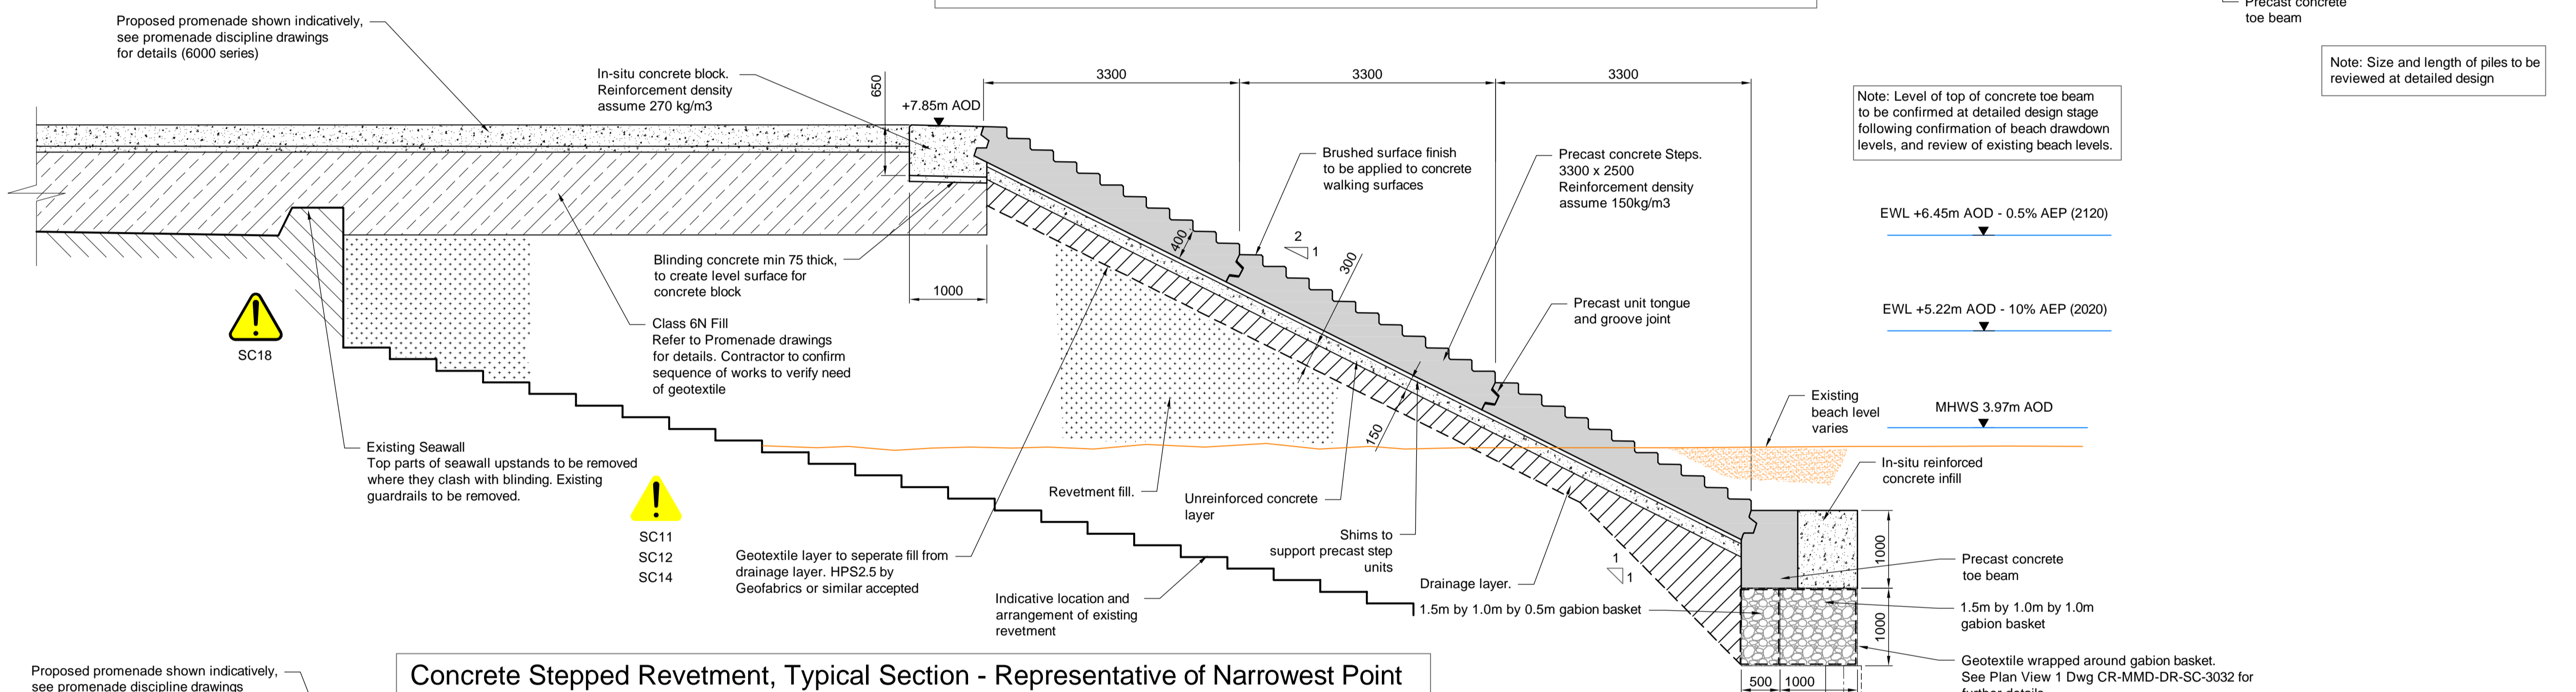 Precast concrete
toe beam
Proposed promenade shown indicatively,
see promenade discipline drawings
for details (6000 series)
In-situ concrete block.
Reinforcement density
assume 270 kg/m3
650
+7.85m AOD
3300
3300
3300
Note: Size and length of piles to be
reviewed at detailed design
Note: Level of top of concrete toe beam
to be confirmed at detailed design stage
following confirmation of beach drawdown
levels, and review of existing beach levels.
Brushed surface finish
to be applied to concrete
walking surfaces
Precast concrete Steps.
3300 x 2500
Reinforcement density
assume 150kg/m3
EWL +6.45m AOD - 0.5% AEP (2120)
400
2
1
300
Blinding concrete min 75 thick,
to create level surface for
concrete block
1000
Precast unit tongue
and groove joint
EWL +5.22m AOD - 10% AEP (2020)
SC18
Class 6N Fill
Refer to Promenade drawings
for details. Contractor to confirm
sequence of works to verify need
of geotextile
Existing
beach level
varies
MHWS 3.97m AOD
150
Existing Seawall
Top parts of seawall upstands to be removed
where they clash with blinding. Existing
guardrails to be removed.
In-situ reinforced
concrete infill
Revetment fill.
Unreinforced concrete
layer
SC11
SC12
SC14
Shims to
support precast step
units
Geotextile layer to seperate fill from
drainage layer. HPS2.5 by
Geofabrics or similar accepted
1
1
1000
Precast concrete
toe beam
Drainage layer.
Indicative location and
arrangement of existing
revetment
1.5m by 1.0m by 0.5m gabion basket
1.5m by 1.0m by 1.0m
gabion basket
1000
Proposed promenade shown indicatively,
see promenade discipline drawings
Concrete Stepped Revetment, Typical Section - Representative of Narrowest Point
500
1000
Geotextile wrapped around gabion basket.
See Plan View 1 Dwg CR-MMD-DR-SC-3032 for
further details